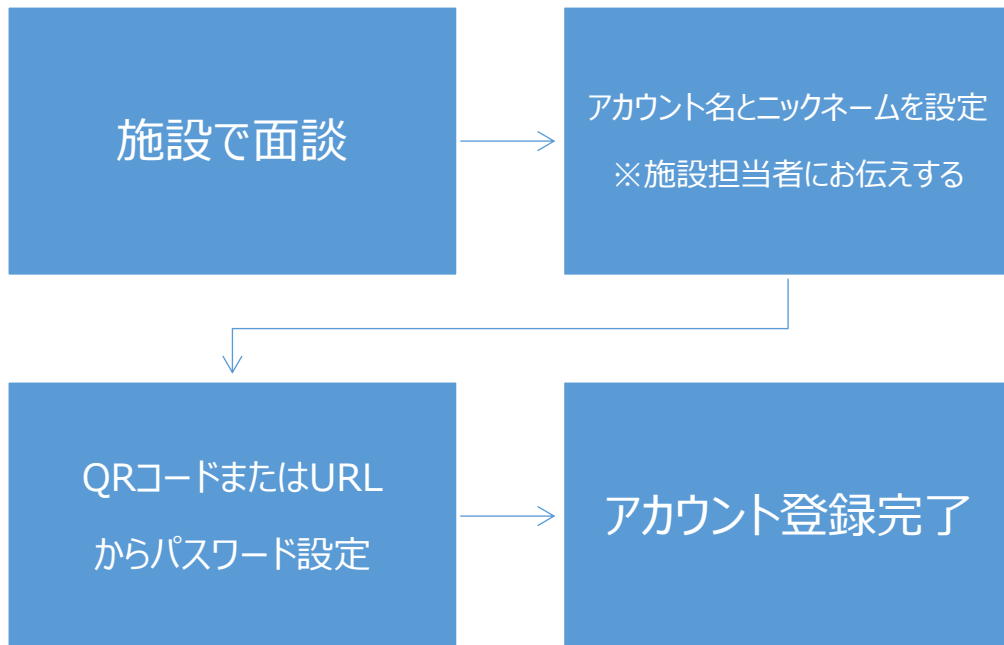 施設で面談
アカウント名とニックネームを設定
※施設担当者にお伝えする
QRコードまたはURL
からパスワード設定
アカウント登録完了